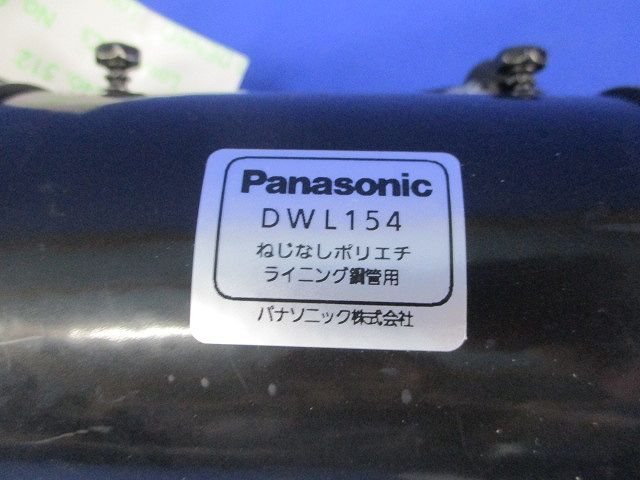 Panasonic
DWL154
ねじなしポリエチ
ライニング鋼管用
パナソニック株式会社